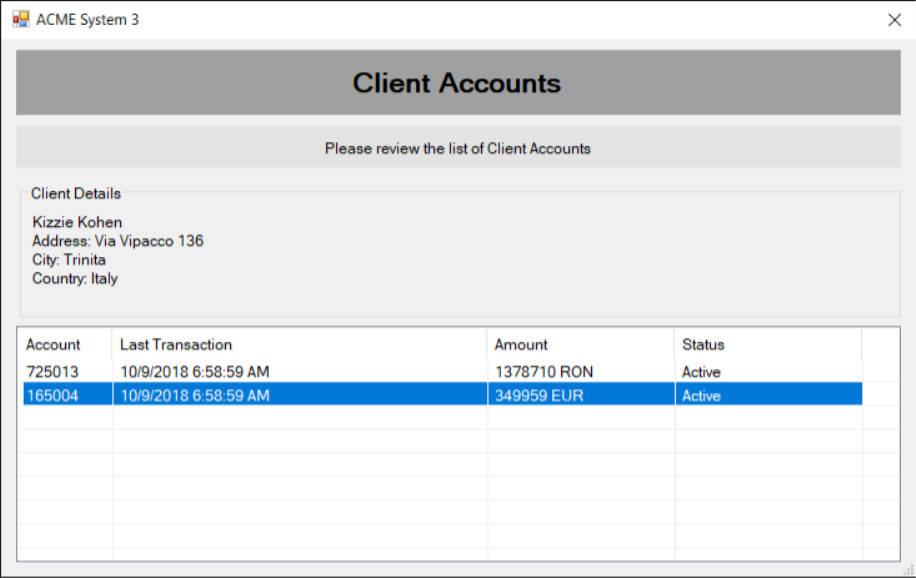 ACME System 3
Client Accounts
Please review the list of Client Accounts
Client Details
Kizzie Kohen
Address: Via Vipacco 136
City: Trinita
Country: Italy
Account Last Transaction Amount Status
725013 10/9/2018 6:58:59 AM 1378710 RON Active
165004 10/9/2018 6:58:59 AM 349959 EUR Active